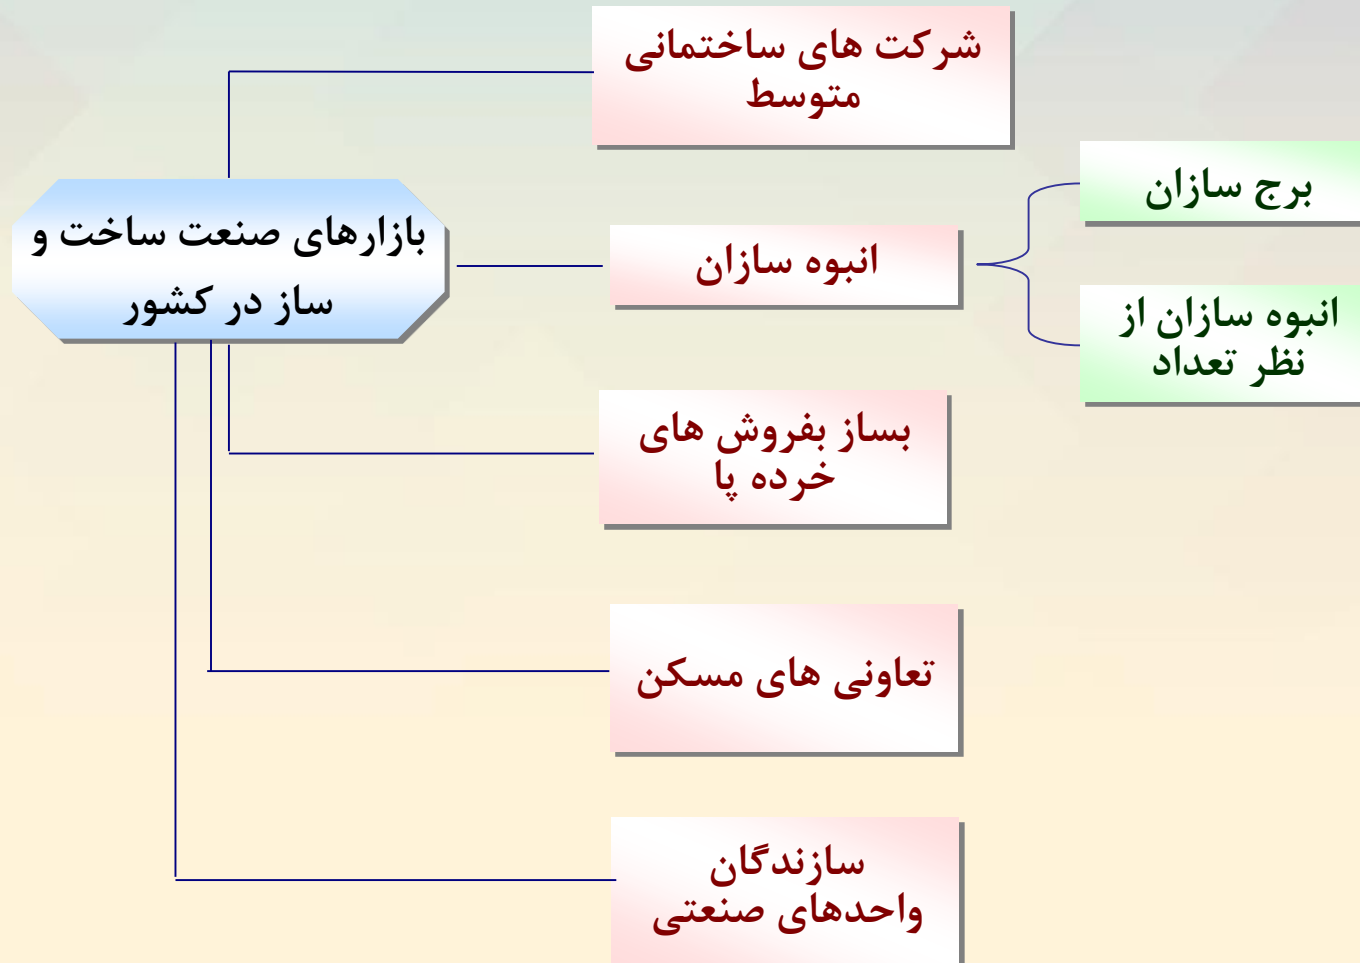 شرکت های ساختمانی
متوسط
برج سازان
بازارهای صنعت ساخت و
ساز در کشور
انبوه سازان
انبوه سازان از
نظر تعداد
بساز بفروش های
خرده پا
تعاونی های مسکن
سازندگان
واحدهای صنعتی